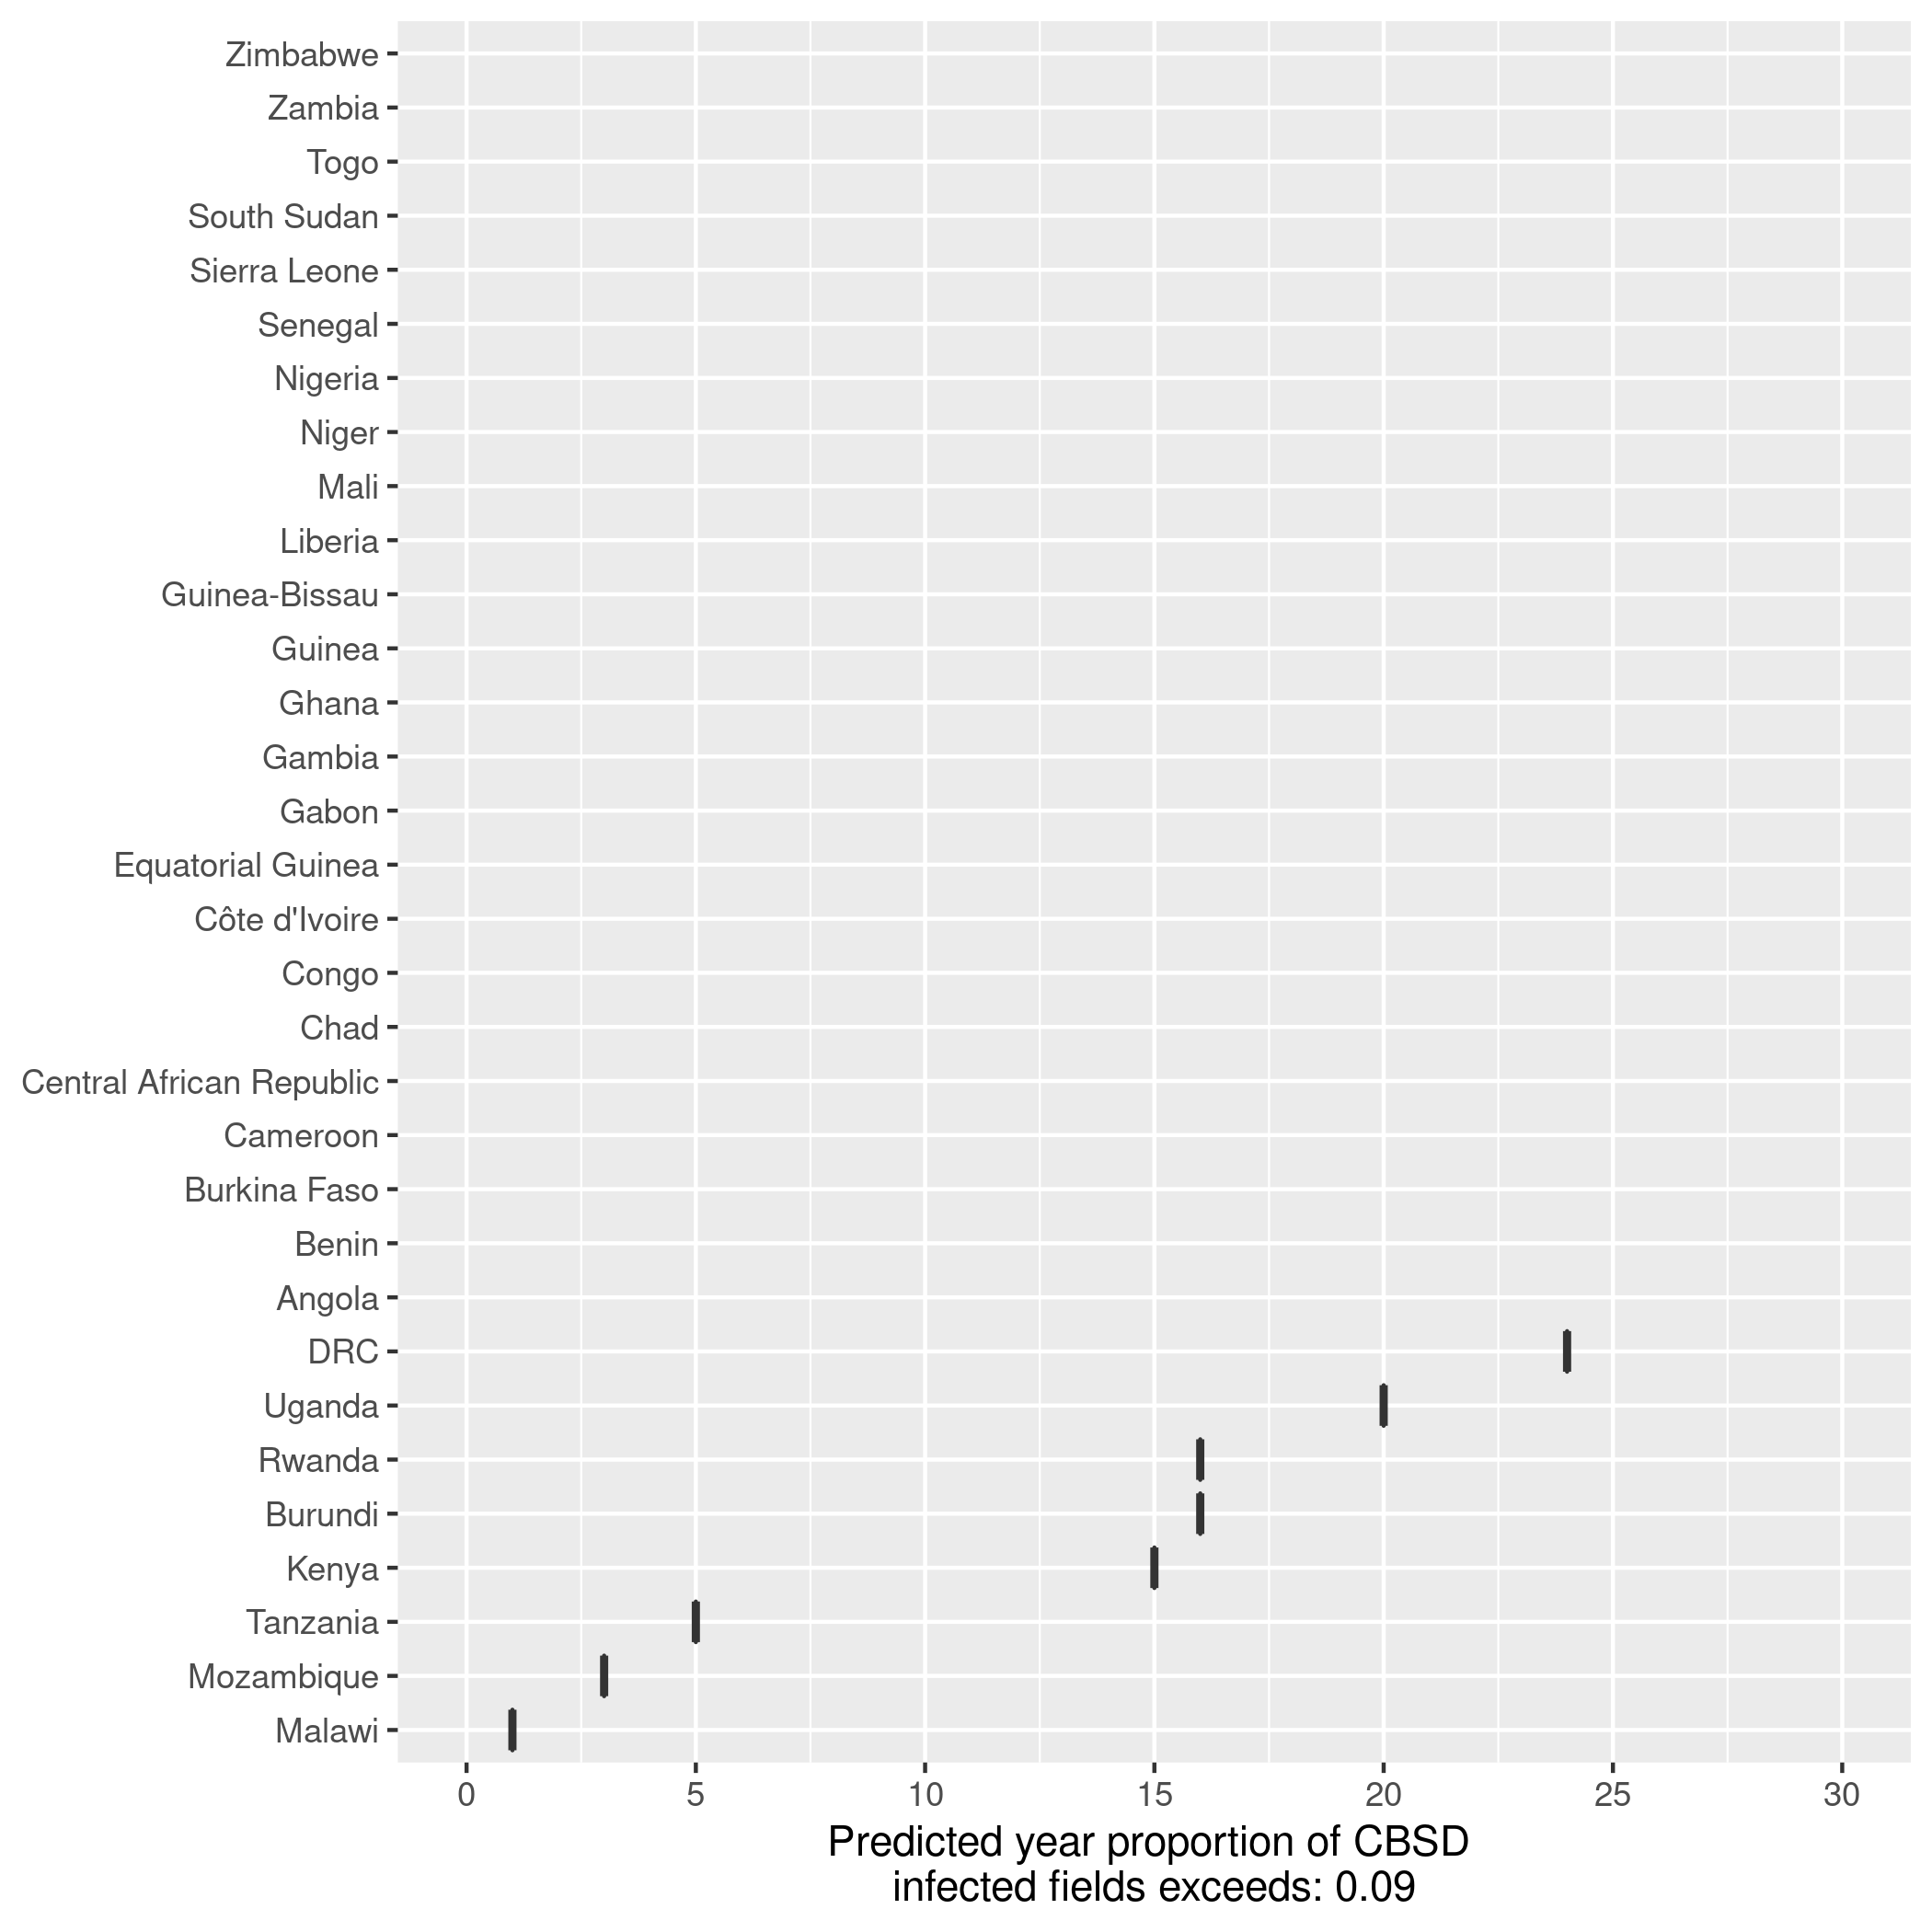 Zimbabwe
Zambia
Togo
South Sudan
Sierra Leone
Senegal
Nigeria
Niger
Mali
Liberia
Guinea-Bissau
Guinea
Ghana
Gambia
Gabon
Equatorial Guinea
Côte d'Ivoire
Congo
Chad
Central African Republic
Cameroon
Burkina Faso
Benin
Angola
DRC
Uganda
Rwanda
Burundi
Kenya
Tanzania
Mozambique
Malawi
0 5 10 15 20 25 30
Predicted year proportion of CBSD
infected fields exceeds: 0.09